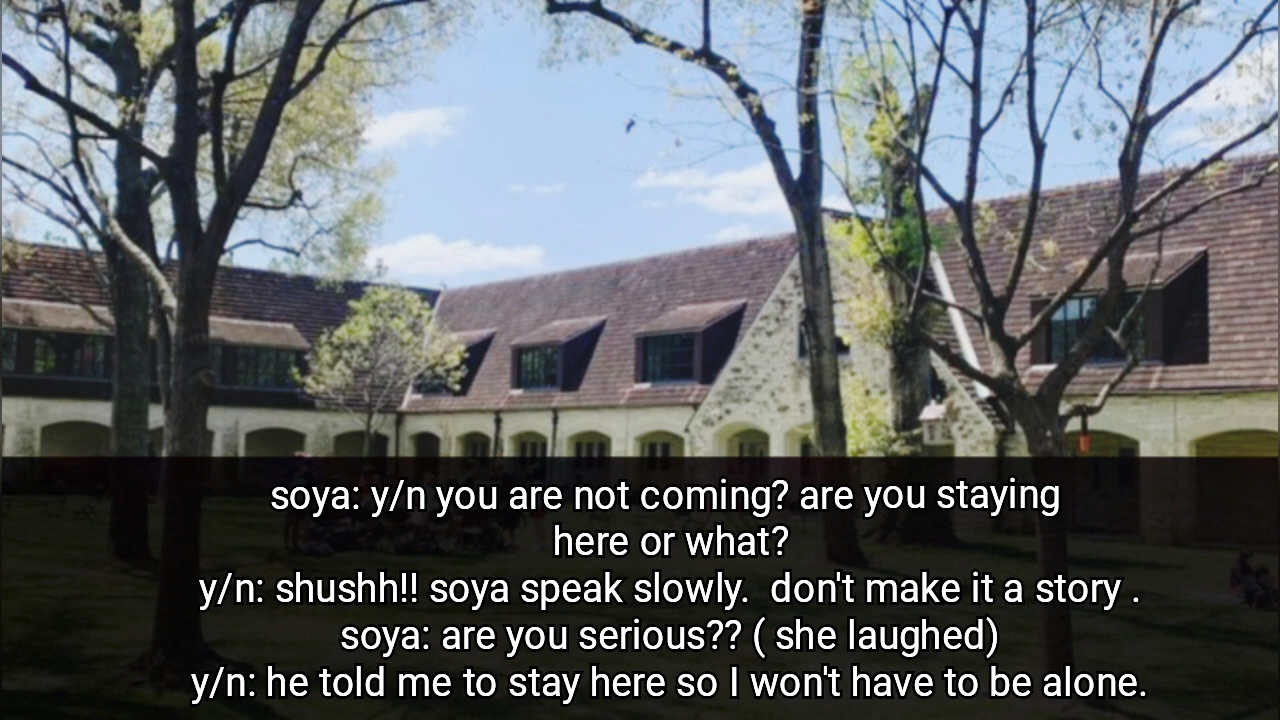 soya: y/n you are not coming? are you staying
here or what?
y/n: shushh!! soya speak slowly.  don't make it a story .
soya: are you serious?? ( she laughed)
y/n: he told me to stay here so I won't have to be alone.